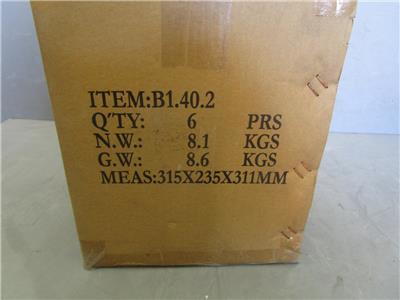 ITEM:B1.40.2
Q'TY: 6 PRS
N.W.: 8.1 KGS
G.W.: 8.6 KGS
MEAS:315X235X311MM